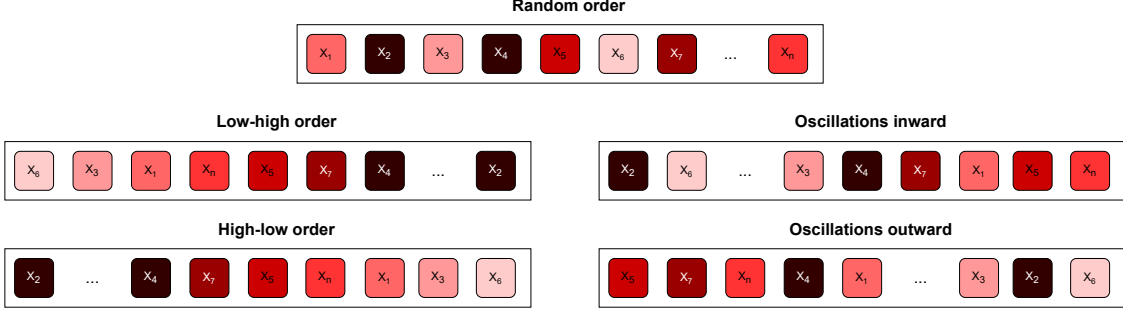 Random order
X₁ X₂ X₃ X₄ X₅ X₆ X₇ ... Xₙ
Low-high order
X₆ X₃ X₁ Xₙ X₅ X₇ X₄ ... X₂
Oscillations inward
X₂ X₆ ... X₃ X₄ X₇ X₁ X₅ Xₙ
High-low order
X₂ ... X₄ X₇ X₅ Xₙ X₁ X₃ X₆
Oscillations outward
X₅ X₇ Xₙ X₄ X₁ ... X₃ X₂ X₆